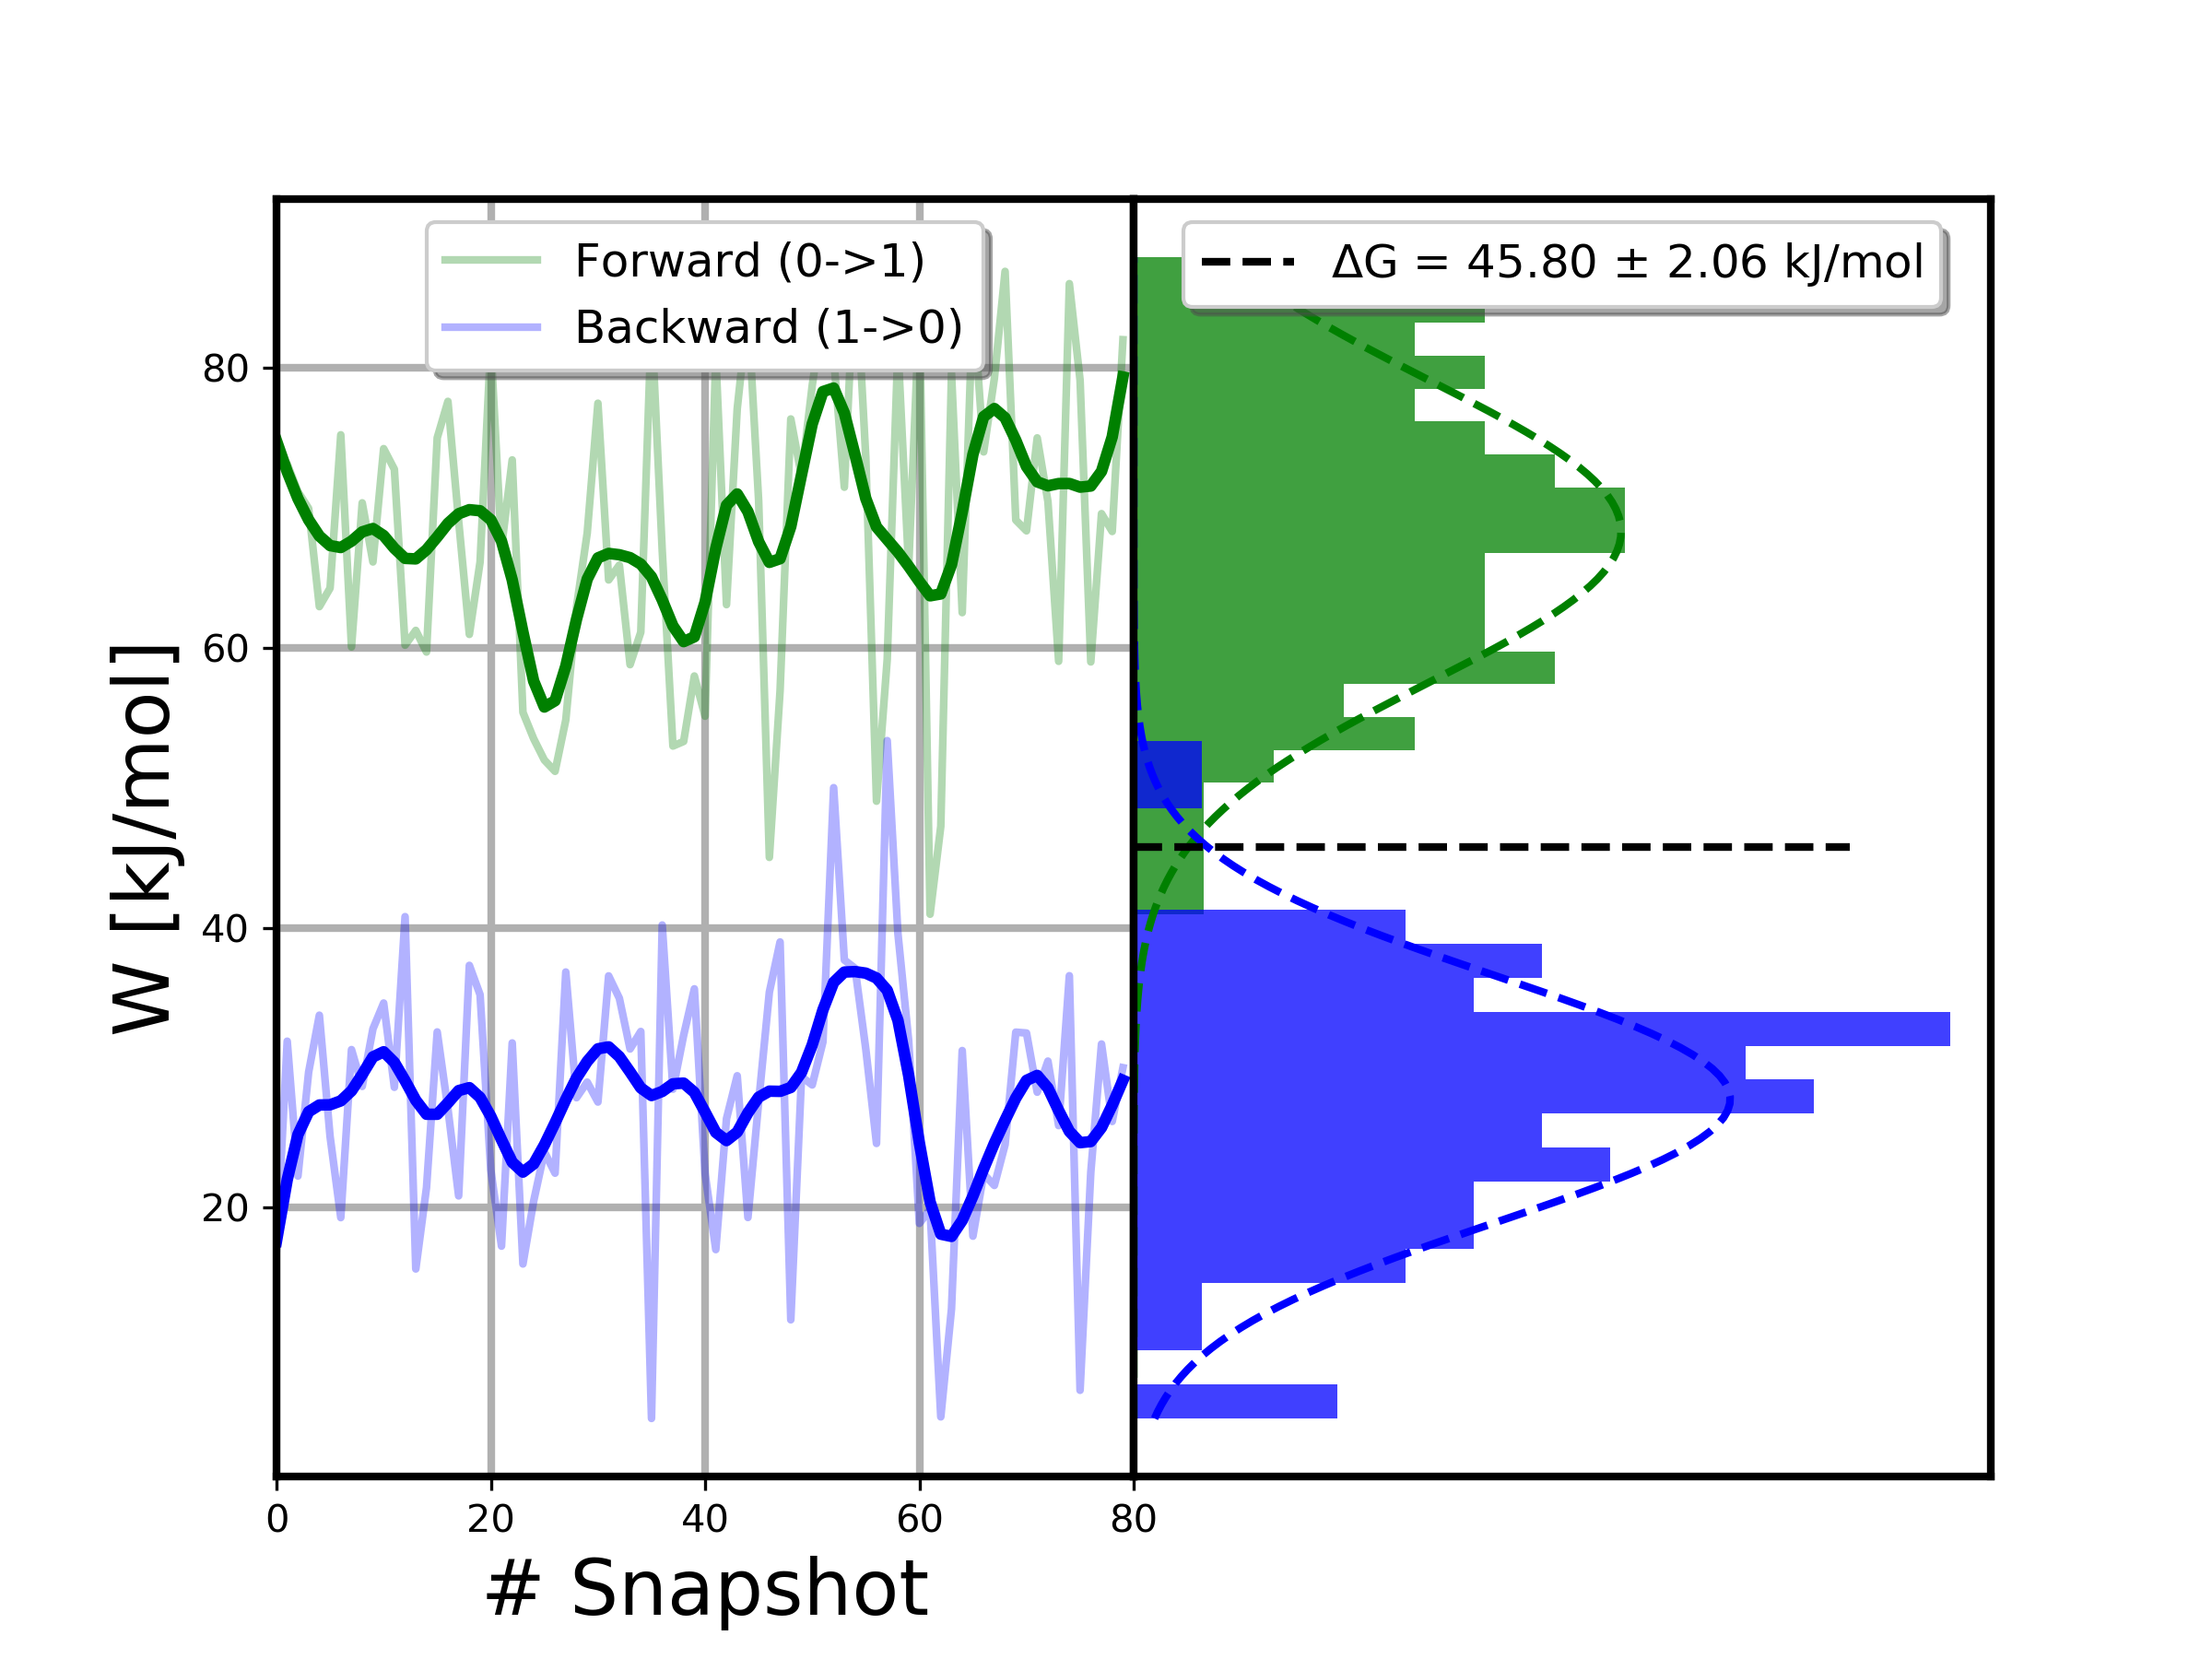 Forward (0->1)
Backward (1->0)
ΔG = 45.80 ± 2.06 kJ/mol
W [kJ/mol]
80
60
40
20
0 20 40 60 80
# Snapshot